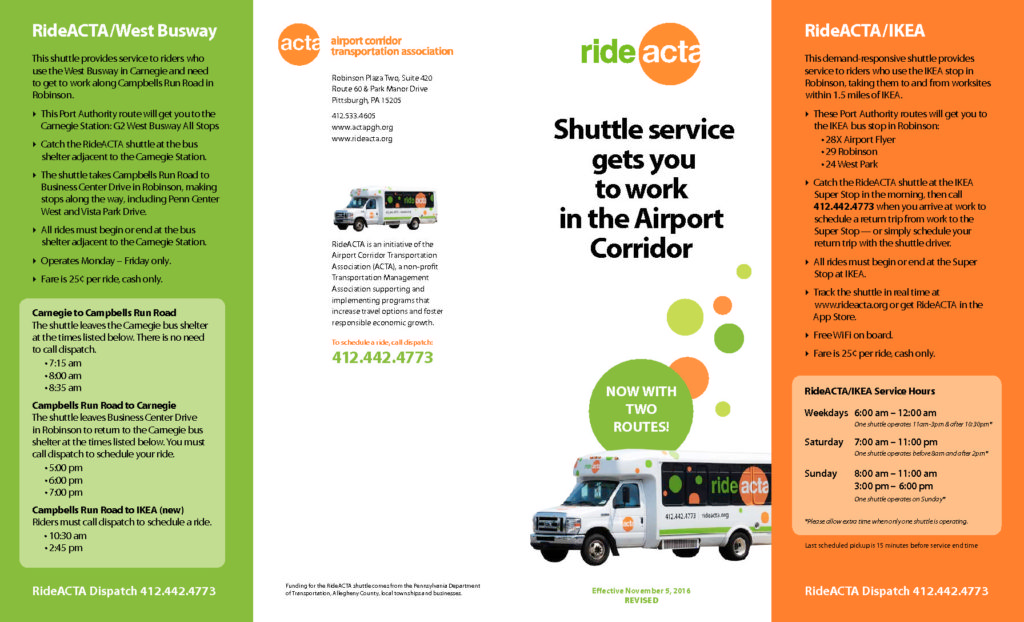 RideACTA/West Busway
This shuttle provides service to riders who
use the West Busway in Carnegie and need
to get to work along Campbells Run Road in
Robinson.
This Port Authority route will get you to the
Carnegie Station: G2 West Busway All Stops
Catch the RideACTA shuttle at the bus
shelter adjacent to the Carnegie Station.
The shuttle takes Campbells Run Road to
Business Center Drive in Robinson, making
stops along the way, including Penn Center
West and Vista Park Drive.
All rides must begin or end at the bus
shelter adjacent to the Carnegie Station.
Operates Monday – Friday only.
Fare is 25¢ per ride, cash only.
Carnegie to Campbells Run Road
The shuttle leaves the Carnegie bus shelter
at the times listed below. There is no need
to call dispatch.
• 7:15 am
• 8:00 am
• 8:35 am
Campbells Run Road to Carnegie
The shuttle leaves Business Center Drive
in Robinson to return to the Carnegie bus
shelter at the times listed below. You must
call dispatch to schedule your ride.
• 5:00 pm
• 6:00 pm
• 7:00 pm
Campbells Run Road to IKEA (new)
Riders must call dispatch to schedule a ride.
• 10:30 am
• 2:45 pm
RideACTA Dispatch 412.442.4773
acta
airport corridor
transportation association
Robinson Plaza Two, Suite 420
Route 60 & Park Manor Drive
Pittsburgh, PA 15205
412.533.4605
www.actapgh.org
www.rideacta.org
ride acta
RideACTA is an initiative of the
Airport Corridor Transportation
Association (ACTA), a non-profit
Transportation Management
Association supporting and
implementing programs that
increase travel options and foster
responsible economic growth.
To schedule a ride, call dispatch:
412.442.4773
Funding for the RideACTA shuttle comes from the Pennsylvania Department
of Transportation, Allegheny County, local townships and businesses.
ride acta
Shuttle service
gets you
to work
in the Airport
Corridor
NOW WITH
TWO
ROUTES!
ride acta
412.442.4773 rideacta.org
acta
Effective November 5, 2016
REVISED
RideACTA/IKEA
This demand-responsive shuttle provides
service to riders who use the IKEA stop in
Robinson, taking them to and from worksites
within 1.5 miles of IKEA.
These Port Authority routes will get you to
the IKEA bus stop in Robinson:
• 28X Airport Flyer
• 29 Robinson
• 24 West Park
Catch the RideACTA shuttle at the IKEA
Super Stop in the morning, then call
412.442.4773 when you arrive at work to
schedule a return trip from work to the
Super Stop — or simply schedule your
return trip with the shuttle driver.
All rides must begin or end at the Super
Stop at IKEA.
Track the shuttle in real time at
www.rideacta.org or get RideACTA in the
App Store.
Free WiFi on board.
Fare is 25¢ per ride, cash only.
RideACTA/IKEA Service Hours
Weekdays 6:00 am – 12:00 am
One shuttle operates 11am-3pm & after 10:30pm*
Saturday 7:00 am – 11:00 pm
One shuttle operates before 8am and after 2pm*
Sunday 8:00 am – 11:00 am
3:00 pm – 6:00 pm
One shuttle operates on Sunday*
*Please allow extra time when only one shuttle is operating.
Last scheduled pickup is 15 minutes before service end time
RideACTA Dispatch 412.442.4773